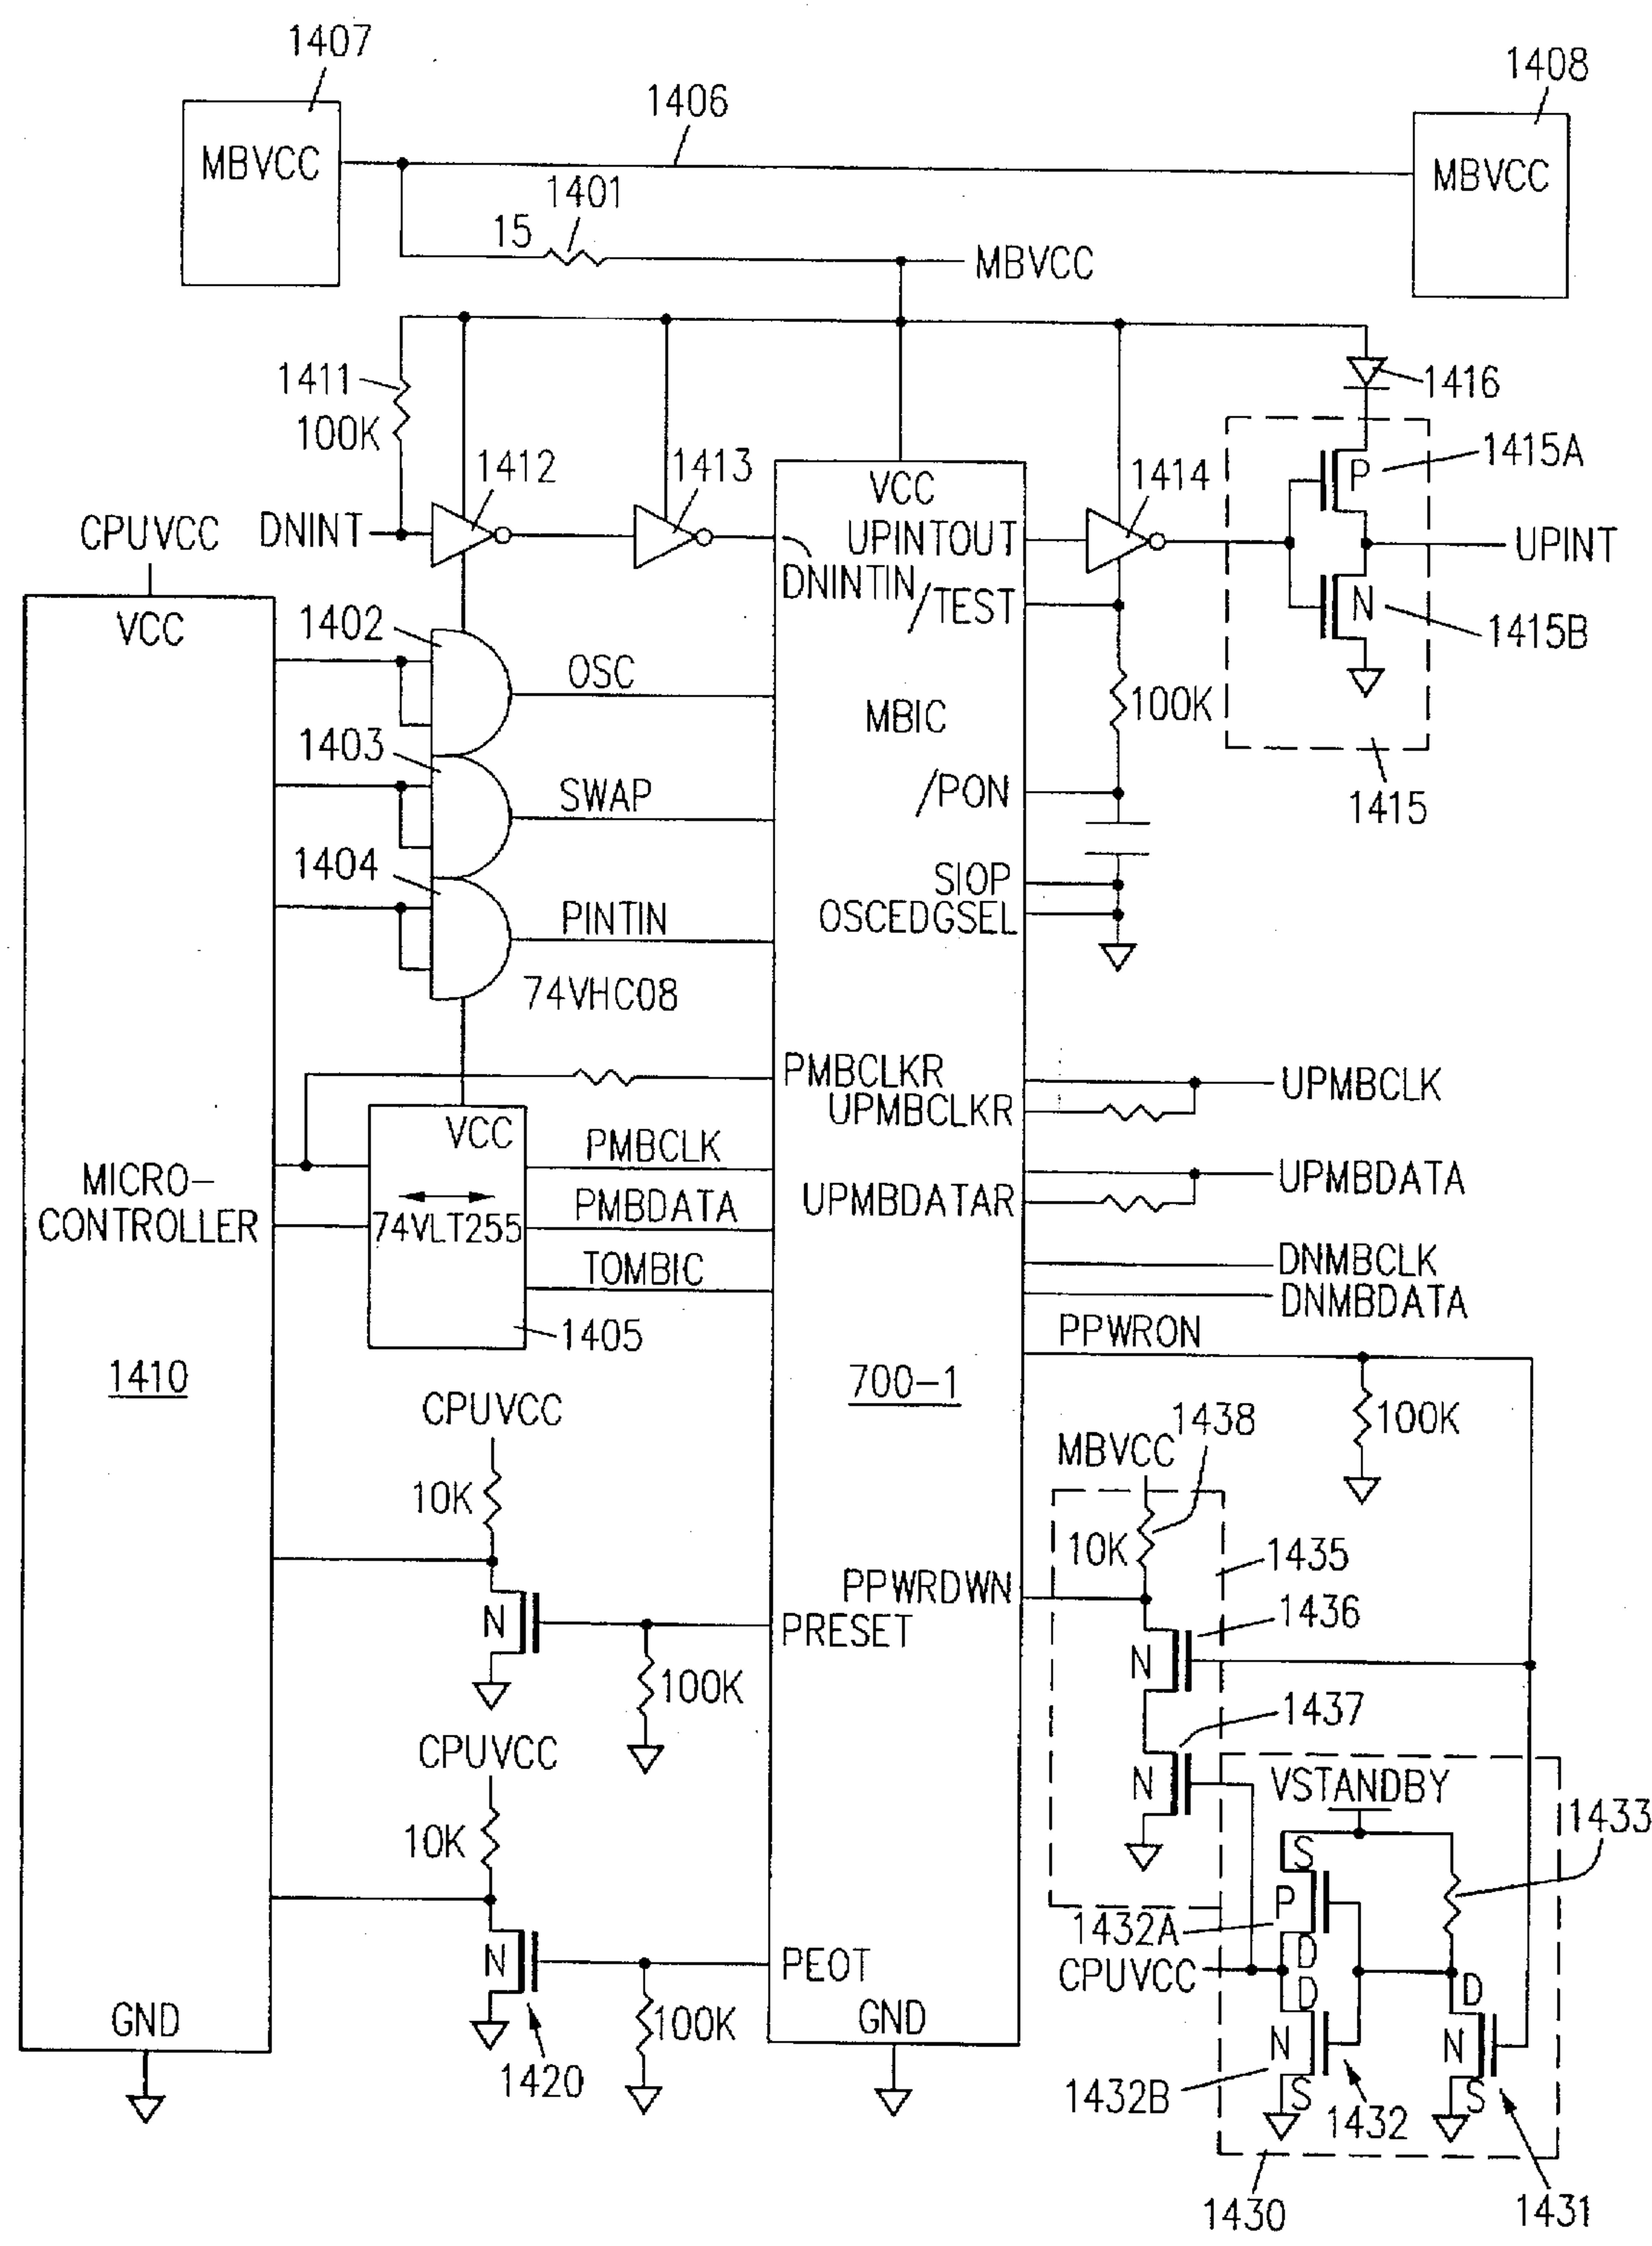 1407
1408
1406
MBVCC
MBVCC
1401
15
MBVCC
1411
100K
1416
1412
1413
1414
1415A
P
VCC
CPUVCC
DNINT
UPINTOUT
UPINT
DNINTIN
/TEST
N
1415B
VCC
1402
OSC
MBIC
100K
1403
SWAP
/PON
1415
1404
SIOP
PINTIN
OSCEDGSEL
74VHC08
PMBCLKR
UPMBCLK
UPMBCLKR
VCC
PMBCLK
MICRO-
CONTROLLER
UPMBDATA
PMBDATA
UPMBDATAR
74VLT255
TOMBIC
DNMBCLK
DNMBDATA
1405
PPWRON
1410
700-1
CPUVCC
1438
100K
MBVCC
10K
10K
1435
PPWRDWN
1436
N
PRESET
N
100K
1437
CPUVCC
N
VSTANDBY
1433
10K
S
P
1432A
D
N
PEOT
CPUVCC
D
D
GND
GND
100K
N
N
1420
1432B
S
1432
S
1430
1431